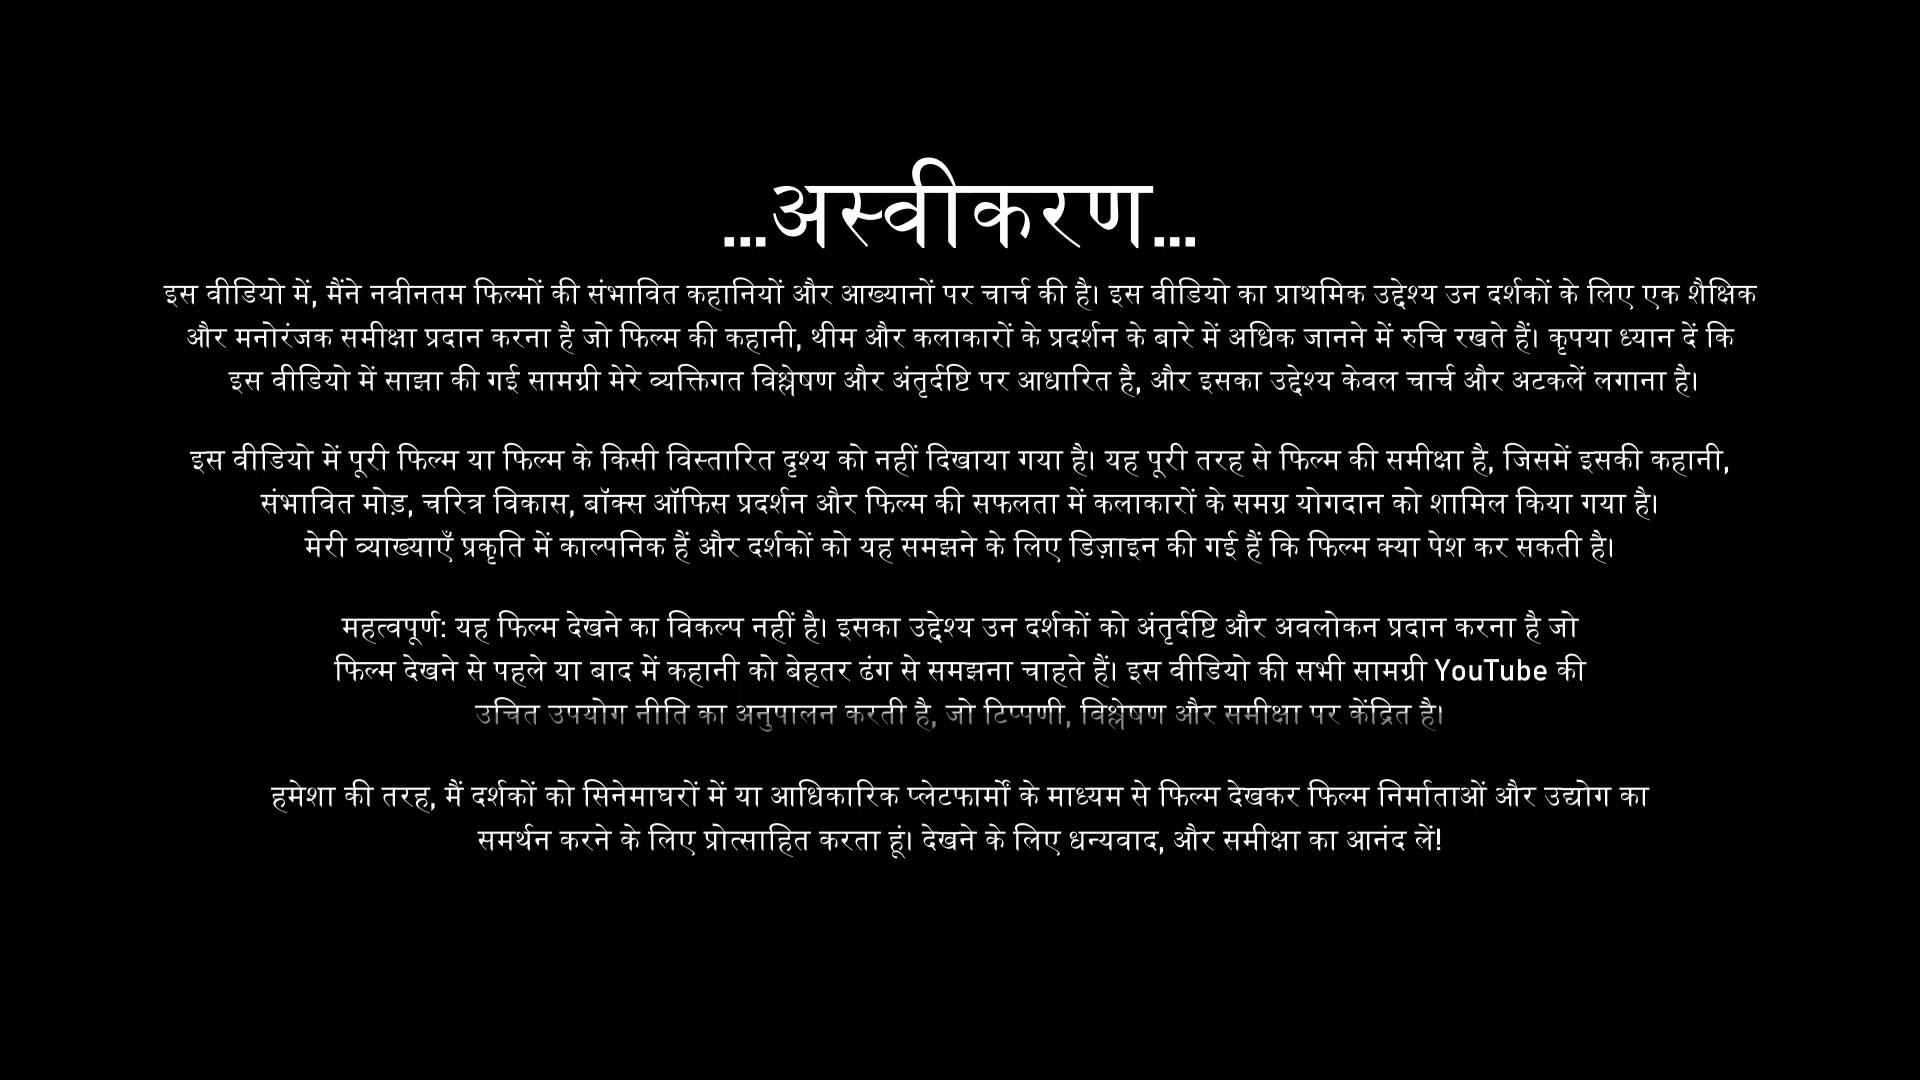 ...अस्वीकरण...
इस वीडियो में, मैंने नवीनतम फिल्मों की संभावित कहानियों और आख्यानों पर चार्च की है। इस वीडियो का प्राथमिक उद्देश्य उन दर्शकों के लिए एक शैक्षिक
और मनोरंजक समीक्षा प्रदान करना है जो फिल्म की कहानी, थीम और कलाकारों के प्रदर्शन के बारे में अधिक जानने में रुचि रखते हैं। कृपया ध्यान दें कि
इस वीडियो में साझा की गई सामग्री मेरे व्यक्तिगत विश्लेषण और अंतृर्दष्टि पर आधारित है, और इसका उद्देश्य केवल चार्च और अटकलें लगाना है।
इस वीडियो में पूरी फिल्म या फिल्म के किसी विस्तारित दृश्य को नहीं दिखाया गया है। यह पूरी तरह से फिल्म की समीक्षा है, जिसमें इसकी कहानी,
संभावित मोड़, चरित्र विकास, बॉक्स ऑफिस प्रदर्शन और फिल्म की सफलता में कलाकारों के समग्र योगदान को शामिल किया गया है।
मेरी व्याख्याएँ प्रकृति में काल्पनिक हैं और दर्शकों को यह समझने के लिए डिज़ाइन की गई हैं कि फिल्म क्या पेश कर सकती है।
महत्वपूर्ण: यह फिल्म देखने का विकल्प नहीं है। इसका उद्देश्य उन दर्शकों को अंतृर्दष्टि और अवलोकन प्रदान करना है जो
फिल्म देखने से पहले या बाद में कहानी को बेहतर ढंग से समझना चाहते हैं। इस वीडियो की सभी सामग्री YouTube की
उचित उपयोग नीति का अनुपालन करती है, जो टिप्पणी, विश्लेषण और समीक्षा पर केंद्रित है।
हमेशा की तरह, मैं दर्शकों को सिनेमाघरों में या आधिकारिक प्लेटफार्मों के माध्यम से फिल्म देखकर फिल्म निर्माताओं और उद्योग का
समर्थन करने के लिए प्रोत्साहित करता हूं। देखने के लिए धन्यवाद, और समीक्षा का आनंद लें!